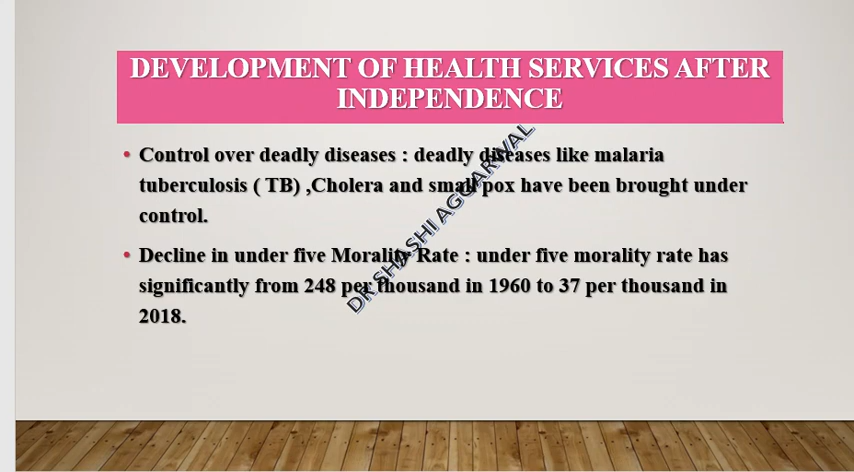 DEVELOPMENT OF HEALTH SERVICES AFTER
INDEPENDENCE
• Control over deadly diseases : deadly diseases like malaria
tuberculosis ( TB) ,Cholera and small pox have been brought under
control.
• Decline in under five Morality Rate : under five morality rate has
significantly from 248 per thousand in 1960 to 37 per thousand in
2018.
DR SHASHI AGGARWAL